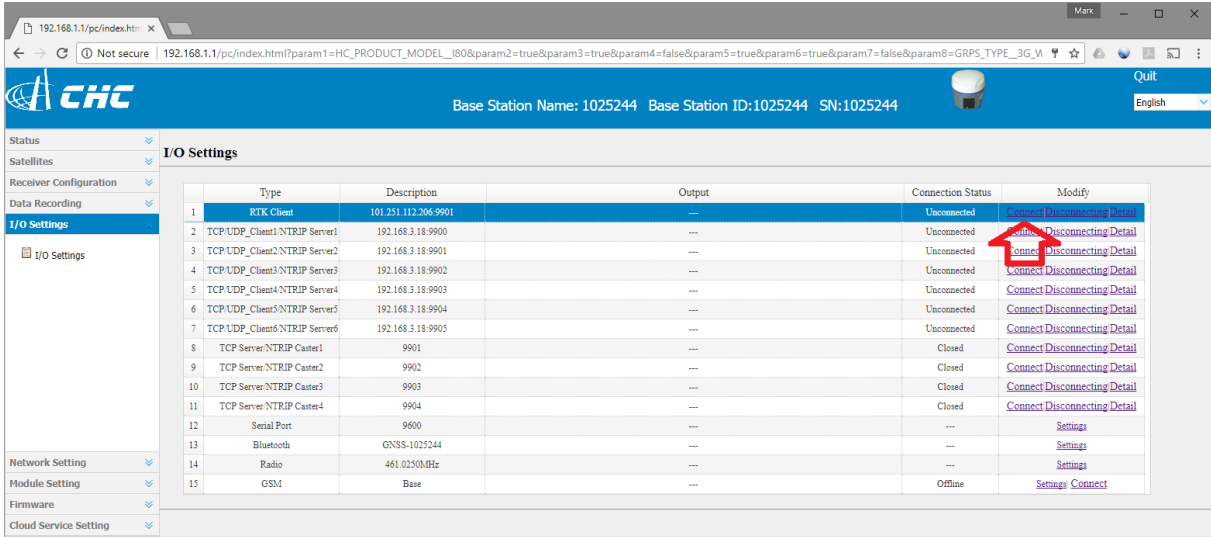 Mark
192.168.1.1/pc/index.htm
Not secure | 192.168.1.1/pc/index.html?param1=HC_PRODUCT_MODEL__I80&param2=true&param3=true&param4=false&param5=true&param6=true&param7=false&param8=GRPS_TYPE__3G_W
CHC
Base Station Name: 1025244 Base Station ID:1025244 SN:1025244
Quit
English
Status
Satellites
Receiver Configuration
Data Recording
I/O Settings
I/O Settings
Network Setting
Module Setting
Firmware
Cloud Service Setting
I/O Settings
Type Description Output Connection Status Modify
1 RTK Client 101.251.112.206:9901 --- Unconnected Connect|Disconnecting|Detail
2 TCP/UDP_Client1/NTRIP Server1 192.168.3.18:9900 --- Unconnected Connect|Disconnecting|Detail
3 TCP/UDP_Client2/NTRIP Server2 192.168.3.18:9901 --- Unconnected Connect|Disconnecting|Detail
4 TCP/UDP_Client3/NTRIP Server3 192.168.3.18:9902 --- Unconnected Connect|Disconnecting|Detail
5 TCP/UDP_Client4/NTRIP Server4 192.168.3.18:9903 --- Unconnected Connect|Disconnecting|Detail
6 TCP/UDP_Client5/NTRIP Server5 192.168.3.18:9904 --- Unconnected Connect|Disconnecting|Detail
7 TCP/UDP_Client6/NTRIP Server6 192.168.3.18:9905 --- Unconnected Connect|Disconnecting|Detail
8 TCP Server/NTRIP Caster1 9901 --- Closed Connect|Disconnecting|Detail
9 TCP Server/NTRIP Caster2 9902 --- Closed Connect|Disconnecting|Detail
10 TCP Server/NTRIP Caster3 9903 --- Closed Connect|Disconnecting|Detail
11 TCP Server/NTRIP Caster4 9904 --- Closed Connect|Disconnecting|Detail
12 Serial Port 9600 --- --- Settings
13 Bluetooth GNSS-1025244 --- --- Settings
14 Radio 461.0250MHz --- --- Settings
15 GSM Base --- Offline Settings| Connect